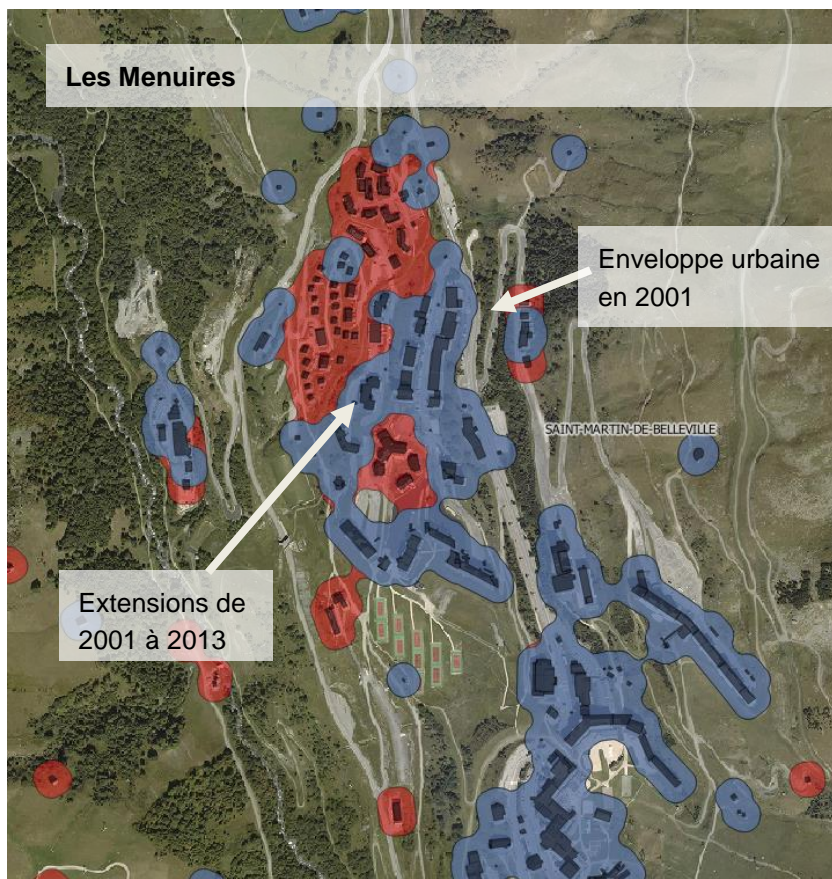 Les Menuires
Enveloppe urbaine
en 2001
SAINT-MARTIN-DE-BELLEVILLE
Extensions de
2001 à 2013